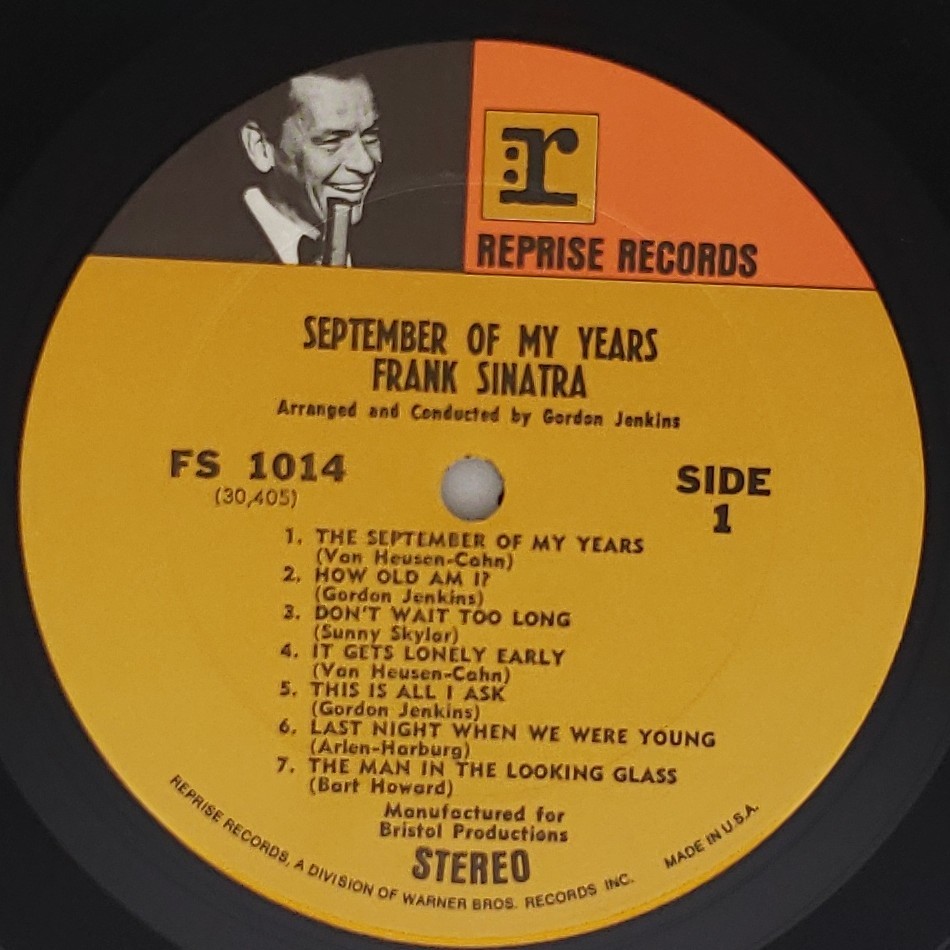 :r
REPRISE RECORDS
SEPTEMBER OF MY YEARS
FRANK SINATRA
Arranged and Conducted by Gordon Jenkins
FS 1014
(30,405)
SIDE
1
1. THE SEPTEMBER OF MY YEARS
(Van Heusen-Cahn)
2. HOW OLD AM I?
(Gordon Jenkins)
3. DON'T WAIT TOO LONG
(Sunny Skylar)
4. IT GETS LONELY EARLY
(Van Heusen-Cahn)
5. THIS IS ALL I ASK
(Gordon Jenkins)
6. LAST NIGHT WHEN WE WERE YOUNG
(Arlen-Harburg)
7. THE MAN IN THE LOOKING GLASS
(Bart Howard)
Manufactured for
Bristol Productions
STEREO
REPRISE RECORDS, A DIVISION OF WARNER BROS. RECORDS INC. MADE IN U.S.A.